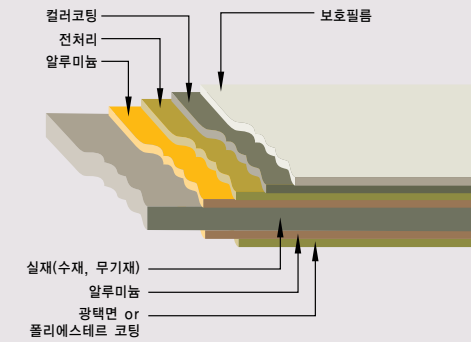 컬러코팅
보호필름
전처리
알루미늄
실재(수재, 무기재)
알루미늄
광택면 or
폴리에스테르 코팅